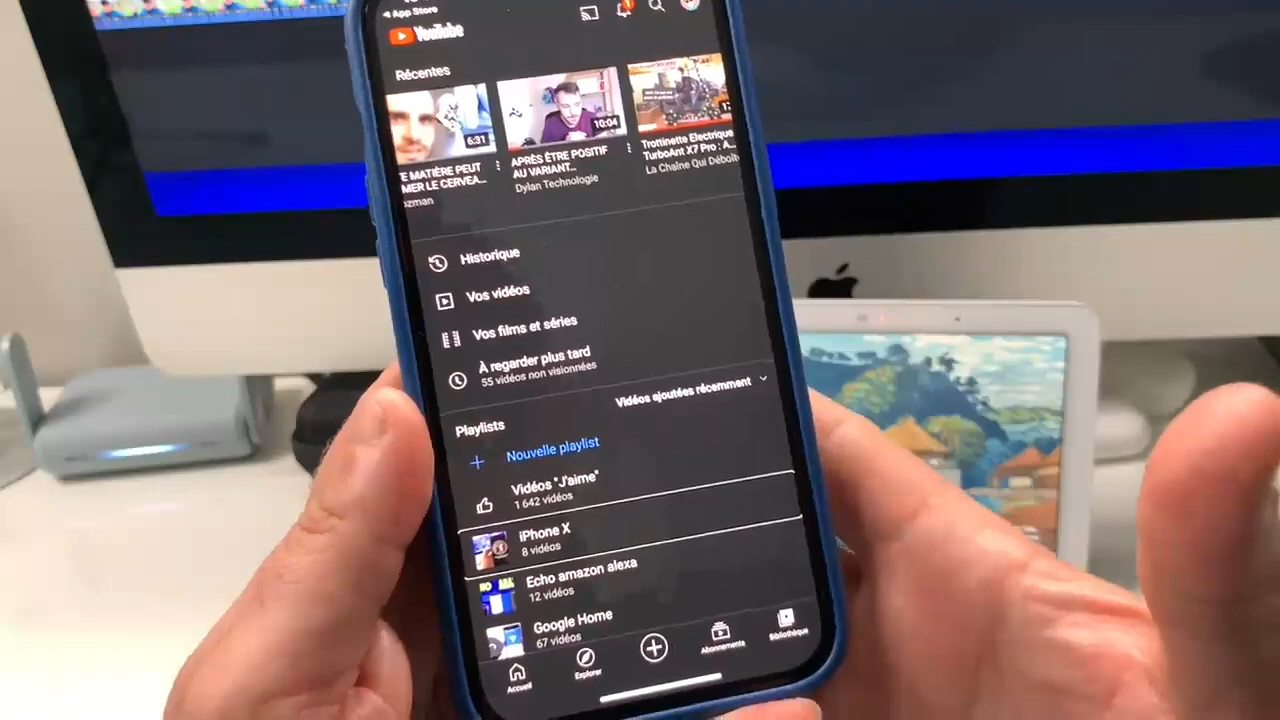 App Store
YouTube
Récentes
6:31
10:04
E MATIÈRE PEUT
MER LE CERVEA...
zman
APRÈS ÊTRE POSITIF
AU VARIANT...
Dylan Technologie
Trottinette Electrique
TurboAnt X7 Pro : A...
La Chaîne Qui Déboîte
Historique
Vos vidéos
Vos films et séries
À regarder plus tard
55 vidéos non visionnées
Vidéos ajoutées récemment
Playlists
Nouvelle playlist
Vidéos "J'aime"
1 642 vidéos
iPhone X
8 vidéos
Echo amazon alexa
12 vidéos
Google Home
67 vidéos
Accueil
Explorer
Abonnements
Bibliothèque